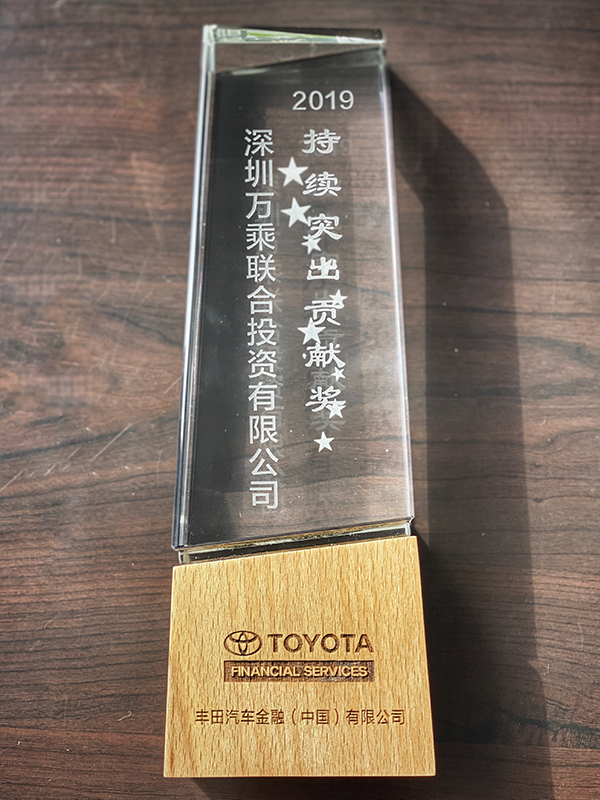 2019
持续突出贡献奖
深圳万乘联合投资有限公司
TOYOTA
FINANCIAL SERVICES
丰田汽车金融（中国）有限公司